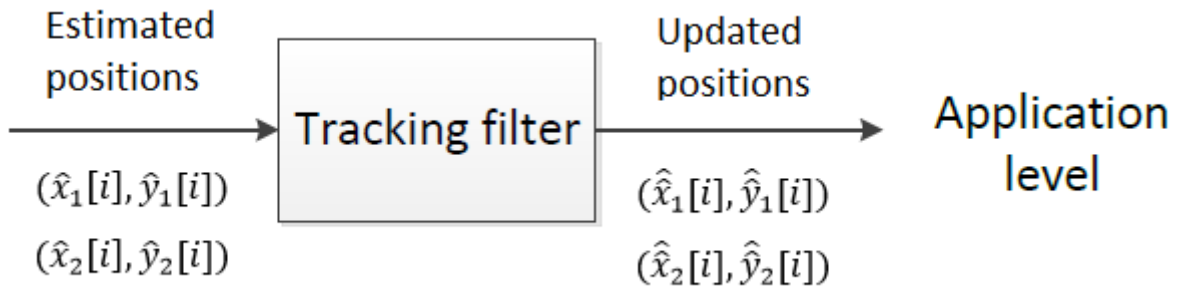 Estimated
positions
(x̂₁[i], ŷ₁[i])
(x̂₂[i], ŷ₂[i])
Tracking filter
Updated
positions
(x̂̂₁[i], ŷ̂₁[i])
(x̂̂₂[i], ŷ̂₂[i])
Application
level